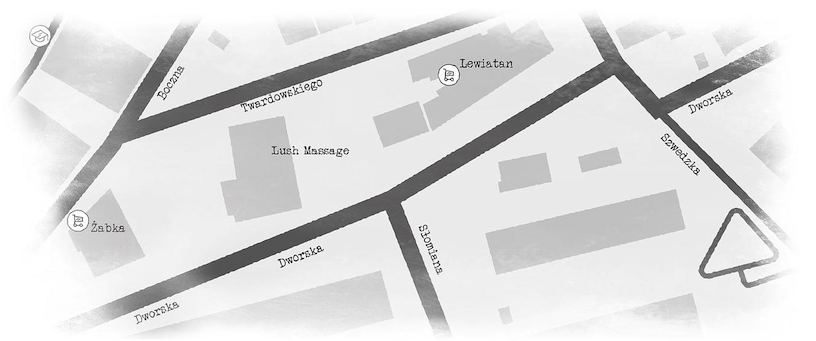 Lewiatan
Boczna
Twardowskiego
Dworska
Szwedzka
Lush Massage
Żabka
Słomiana
Dworska
Dworska